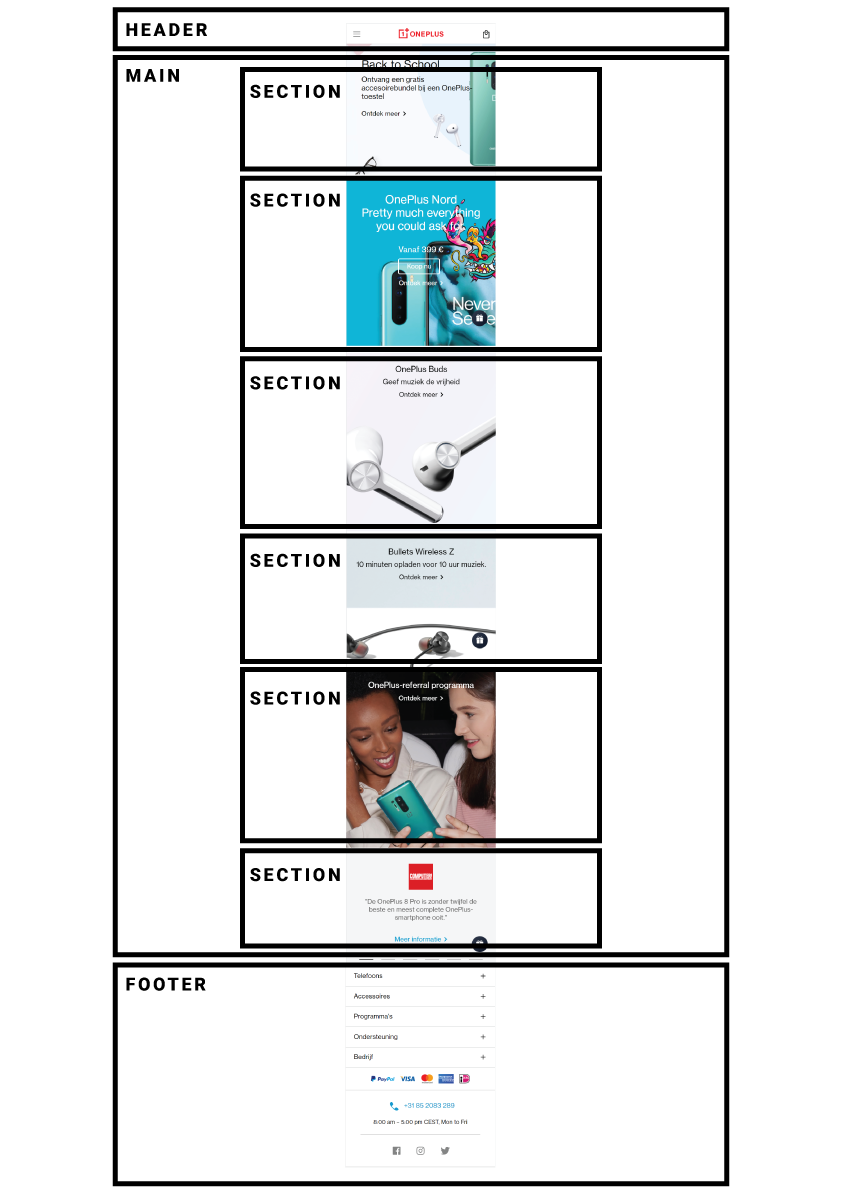 HEADER
ONEPLUS
MAIN
Back to School
SECTION
Ontvang een gratis
accesoirebundel bij een OnePlus-
toestel
Ontdek meer
SECTION
OnePlus Nord
Pretty much everything
you could ask for
Vanaf 399 €
Koop nu
Ontdek meer
Never
Se
SECTION
OnePlus Buds
Geef muziek de vrijheid
Ontdek meer
SECTION
Bullets Wireless Z
10 minuten opladen voor 10 uur muziek.
Ontdek meer
SECTION
OnePlus-referral programma
Ontdek meer
SECTION
"De OnePlus 8 Pro is zonder twijfel de
beste en meest complete OnePlus-
smartphone ooit."
Meer informatie
FOOTER
Telefoons +
Accessoires +
Programma's +
Ondersteuning +
Bedrijf +
PayPal VISA
+31 85 2083 289
8:00 am – 5:00 pm CEST, Mon to Fri